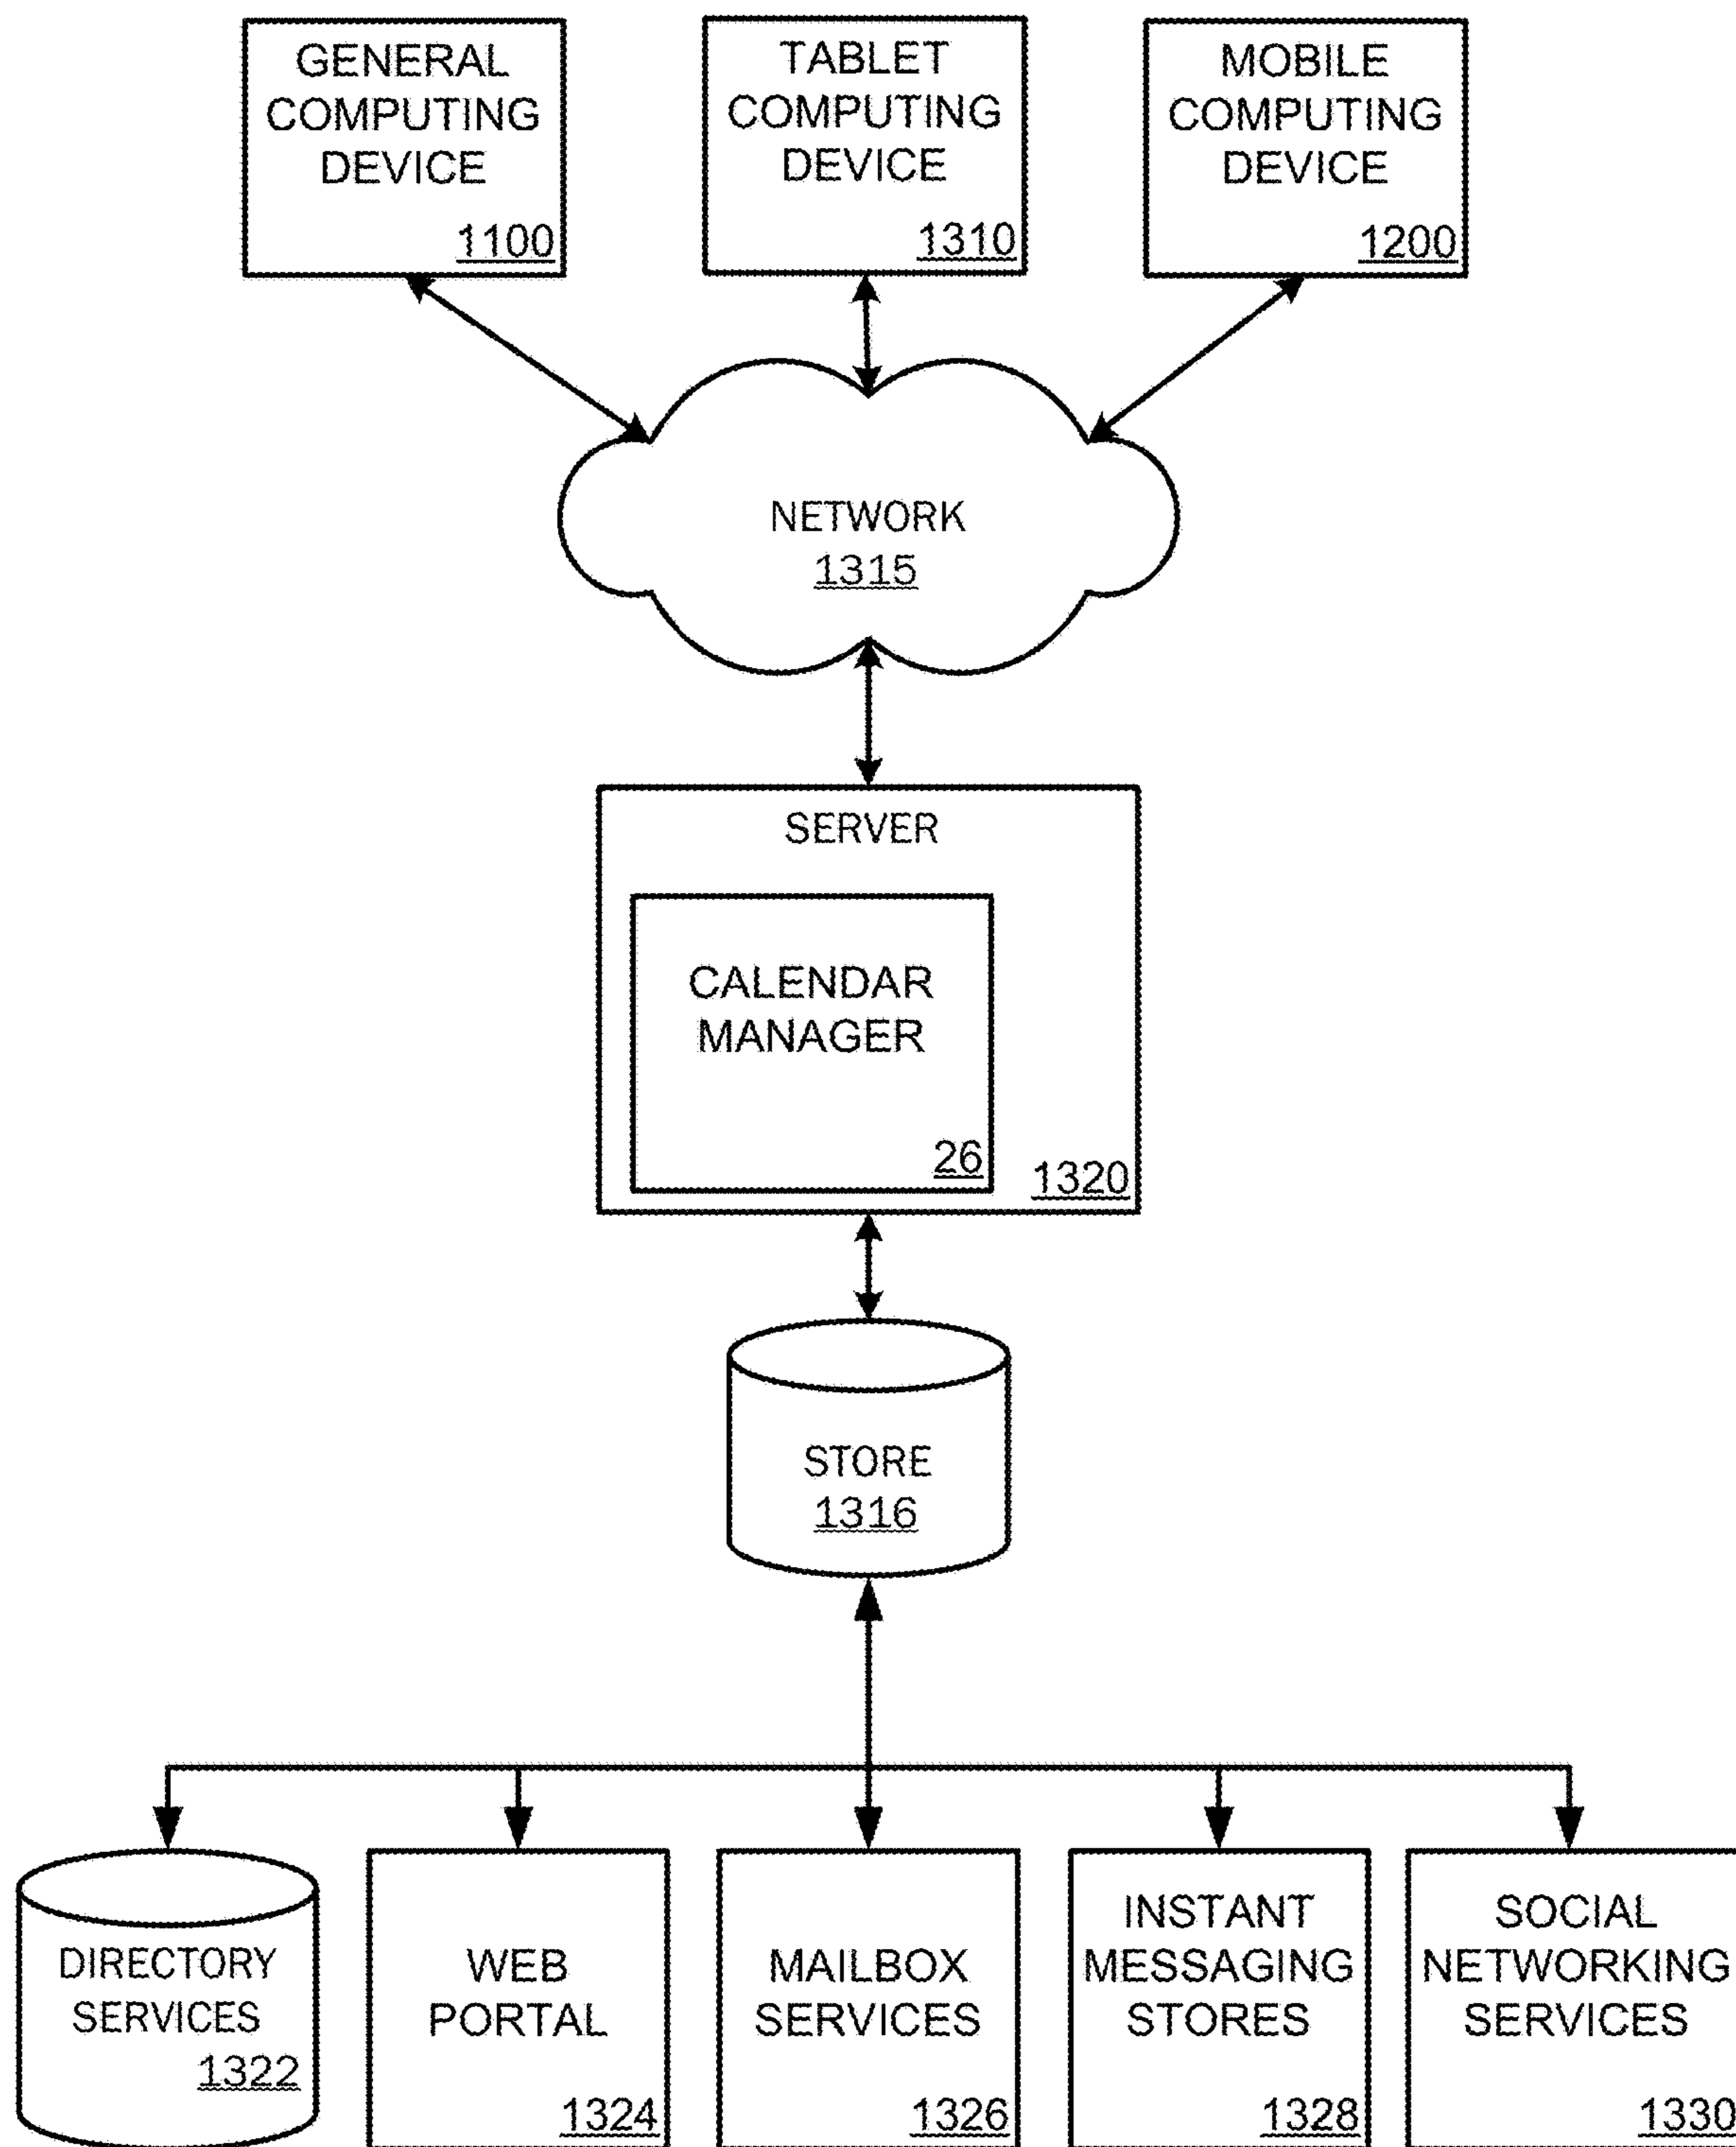 GENERAL
COMPUTING
DEVICE
1100
TABLET
COMPUTING
DEVICE
1310
MOBILE
COMPUTING
DEVICE
1200
NETWORK
1315
SERVER
CALENDAR
MANAGER
26
1320
STORE
1316
DIRECTORY
SERVICES
1322
WEB
PORTAL
1324
MAILBOX
SERVICES
1326
INSTANT
MESSAGING
STORES
1328
SOCIAL
NETWORKING
SERVICES
1330